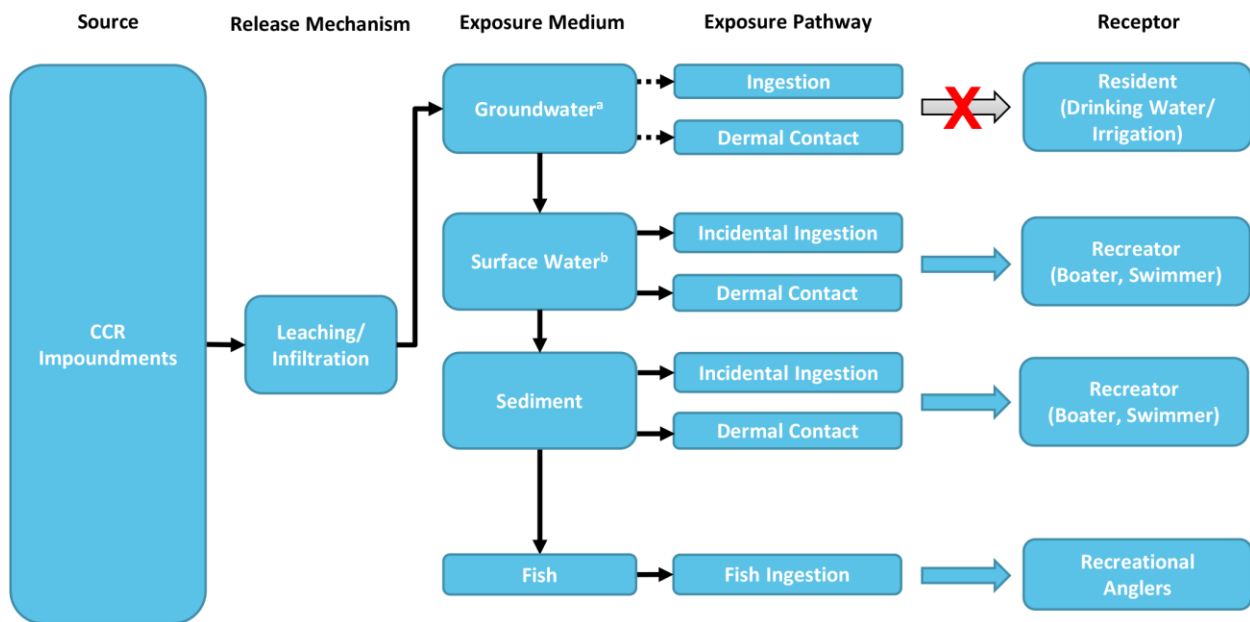 Source
Release Mechanism
Exposure Medium
Exposure Pathway
Receptor
CCR
Impoundments
Leaching/
Infiltration
Groundwaterᵃ
Ingestion
Dermal Contact
Resident
(Drinking Water/
Irrigation)
Surface Waterᵇ
Incidental Ingestion
Dermal Contact
Recreator
(Boater, Swimmer)
Sediment
Incidental Ingestion
Dermal Contact
Recreator
(Boater, Swimmer)
Fish
Fish Ingestion
Recreational
Anglers